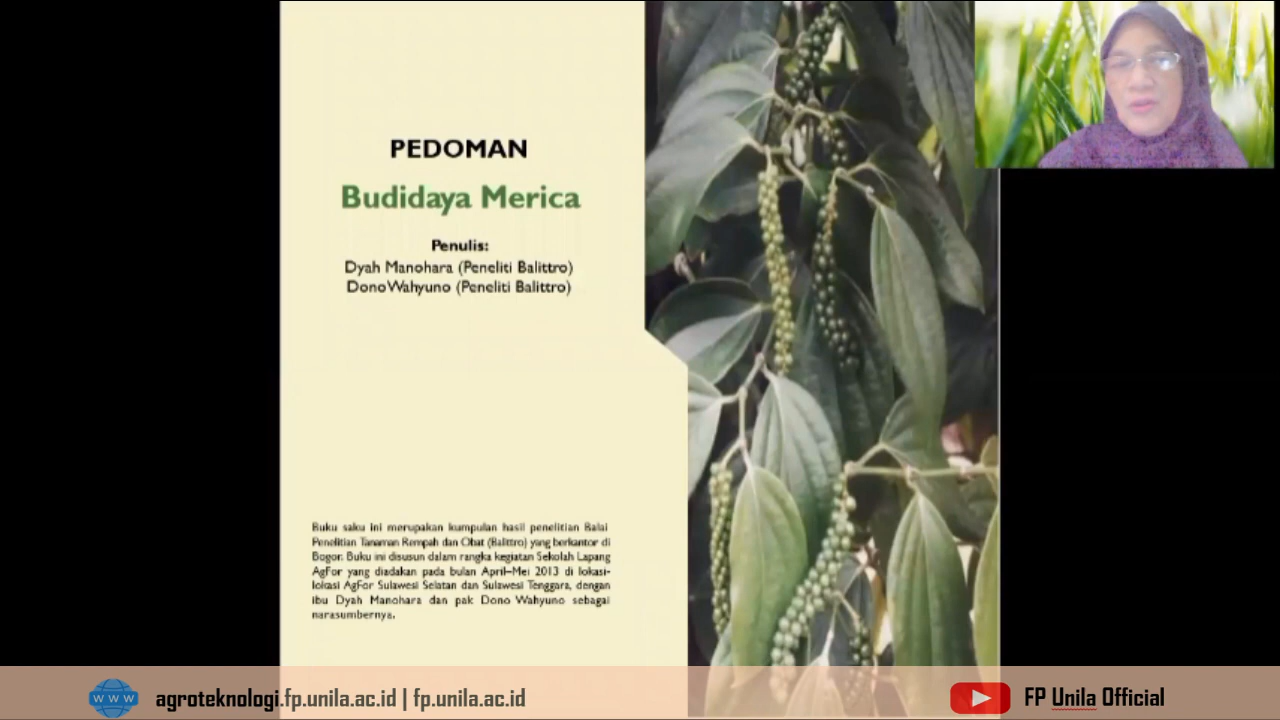 PEDOMAN
Budidaya Merica
Penulis:
Dyah Manohara (Peneliti Balittro)
Dono Wahyuno (Peneliti Balittro)
Buku saku ini merupakan kumpulan hasil penelitian Balai
Penelitian Tanaman Rempah dan Obat (Balittro) yang berkantor di
Bogor. Buku ini disusun dalam rangka kegiatan Sekolah Lapang
AgFor yang diadakan pada bulan April–Mei 2013 di lokasi-
lokasi AgFor Sulawesi Selatan dan Sulawesi Tenggara, dengan
ibu Dyah Manohara dan pak Dono Wahyuno sebagai
narasumbernya.
WWW agroteknologi.fp.unila.ac.id | fp.unila.ac.id
FP Unila Official